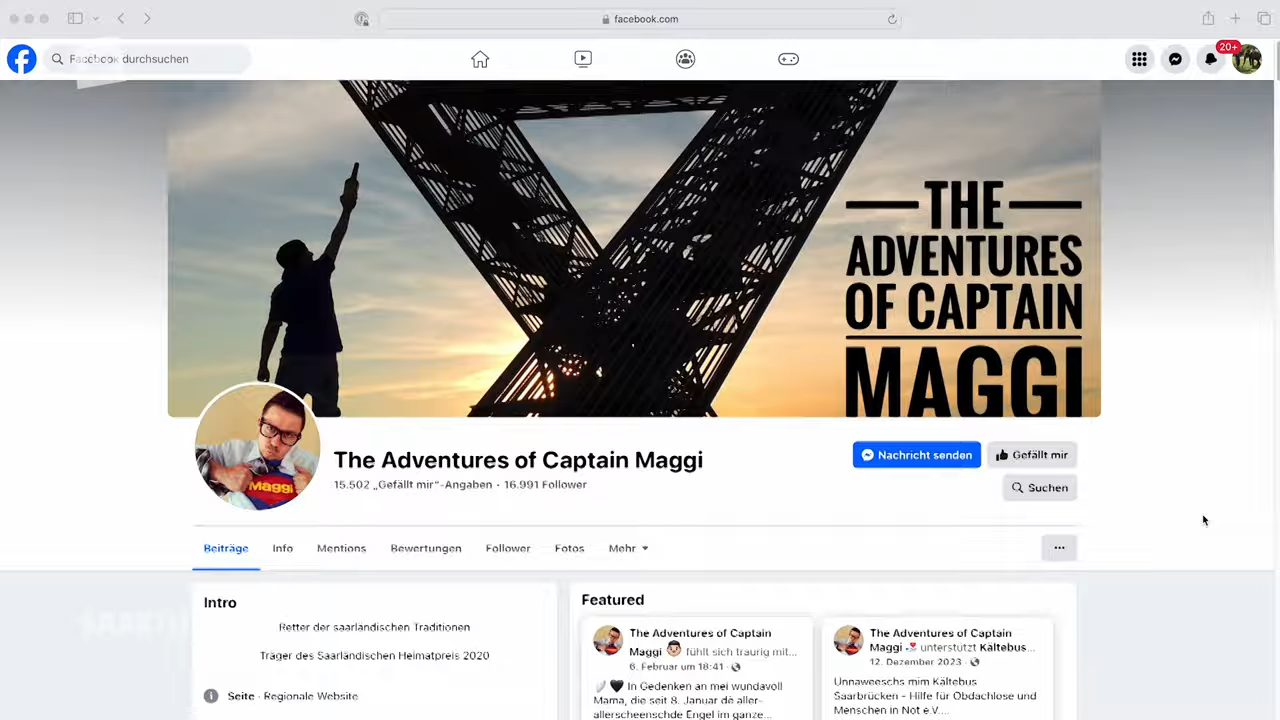 facebook.com
Facebook durchsuchen
20+
THE
ADVENTURES
OF CAPTAIN
MAGGI
Maggi
The Adventures of Captain Maggi
15.502 „Gefällt mir“-Angaben · 16.991 Follower
Nachricht senden
Gefällt mir
Suchen
Beiträge
Info
Mentions
Bewertungen
Follower
Fotos
Mehr
Intro
Retter der saarländischen Traditionen
Träger des Saarländischen Heimatpreis 2020
Seite · Regionale Website
Featured
The Adventures of Captain
Maggi fühlt sich traurig mit...
6. Februar um 18:41 ·
In Gedenken an mei wundavoll
Mama, die seit 8. Januar dè aller-
allerscheenschde Engel im ganze...
The Adventures of Captain
Maggi unterstützt Kältebus...
12. Dezember 2023 ·
Unnaweeschs mim Kältebus
Saarbrücken - Hilfe für Obdachlose und
Menschen in Not e.V....